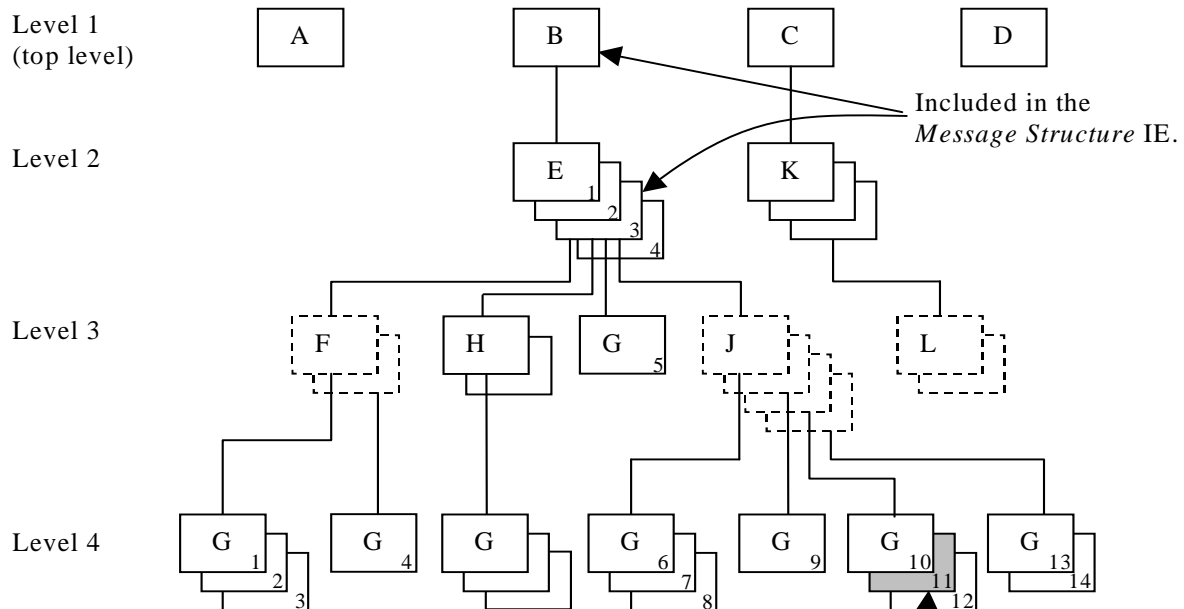 Level 1
(top level)
A
B
C
D
Included in the
Message Structure IE.
Level 2
E
1
2
3
4
K
Level 3
F
H
G
5
J
L
Level 4
G
1
2
3
G
4
G
G
6
7
8
G
9
G
10
11
12
G
13
14